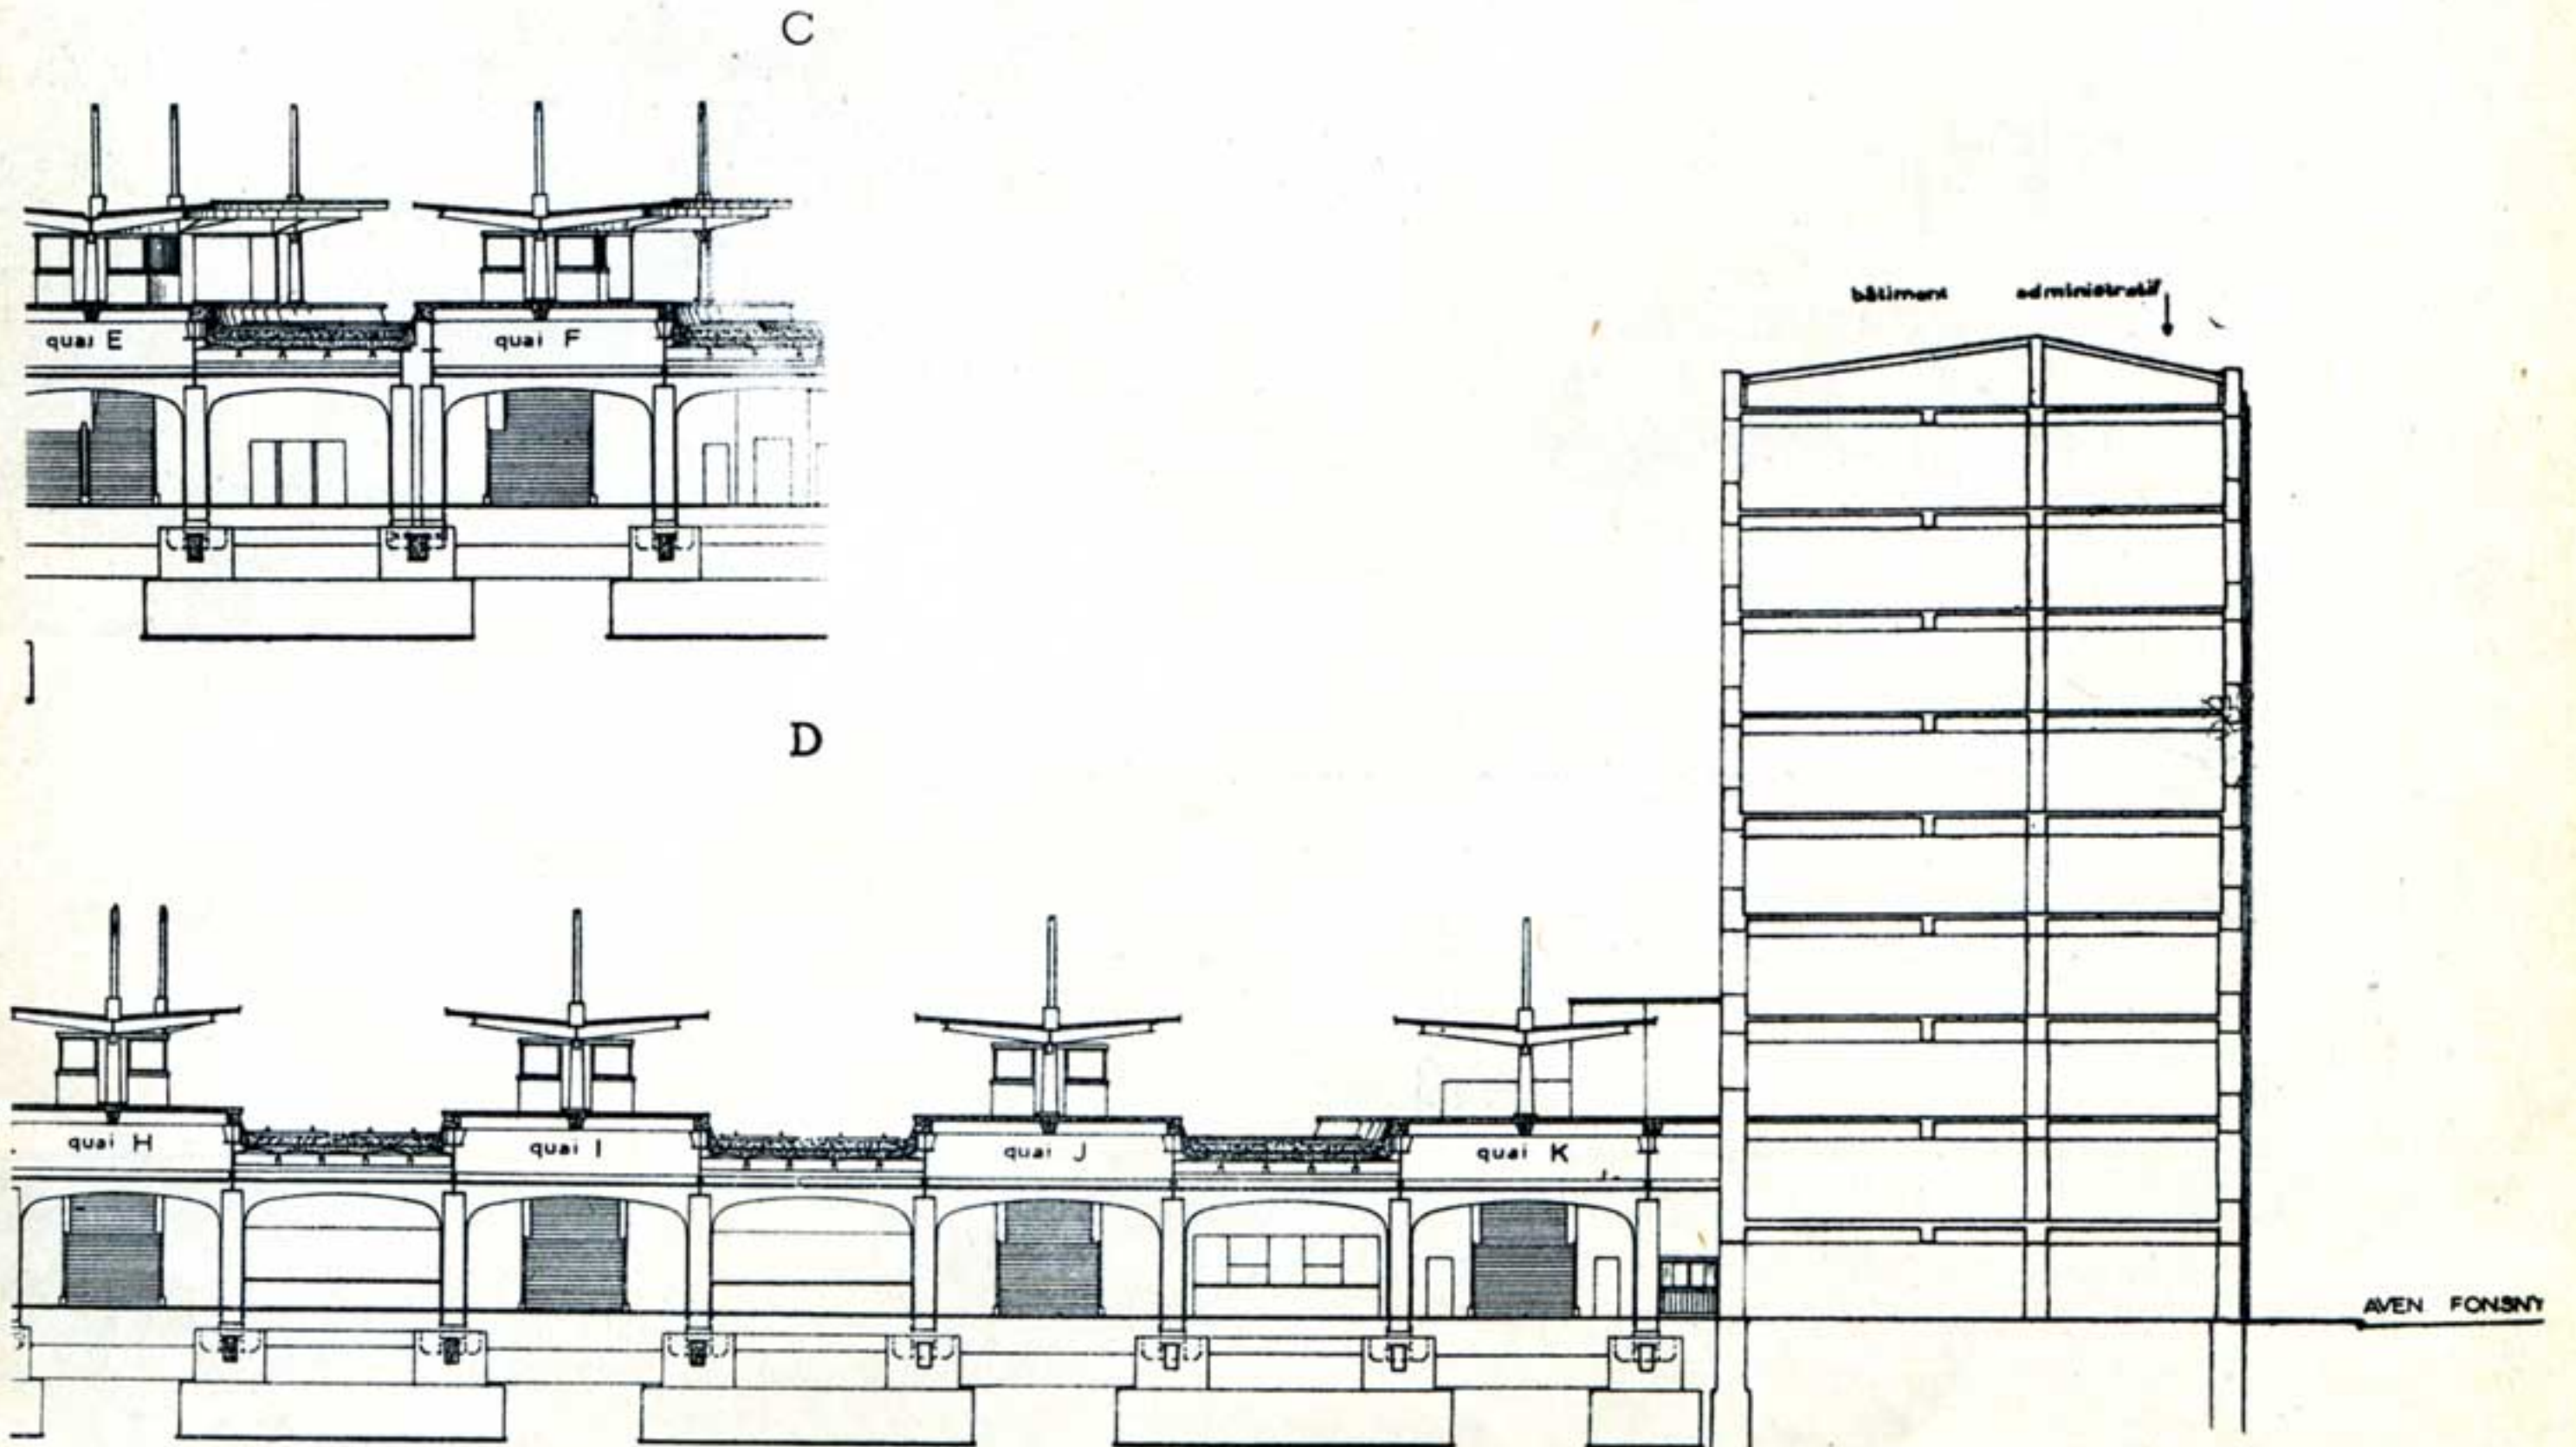 C
quai E
quai F
bâtiment administratif
D
quai H
quai I
quai J
quai K
AVEN FONSNY